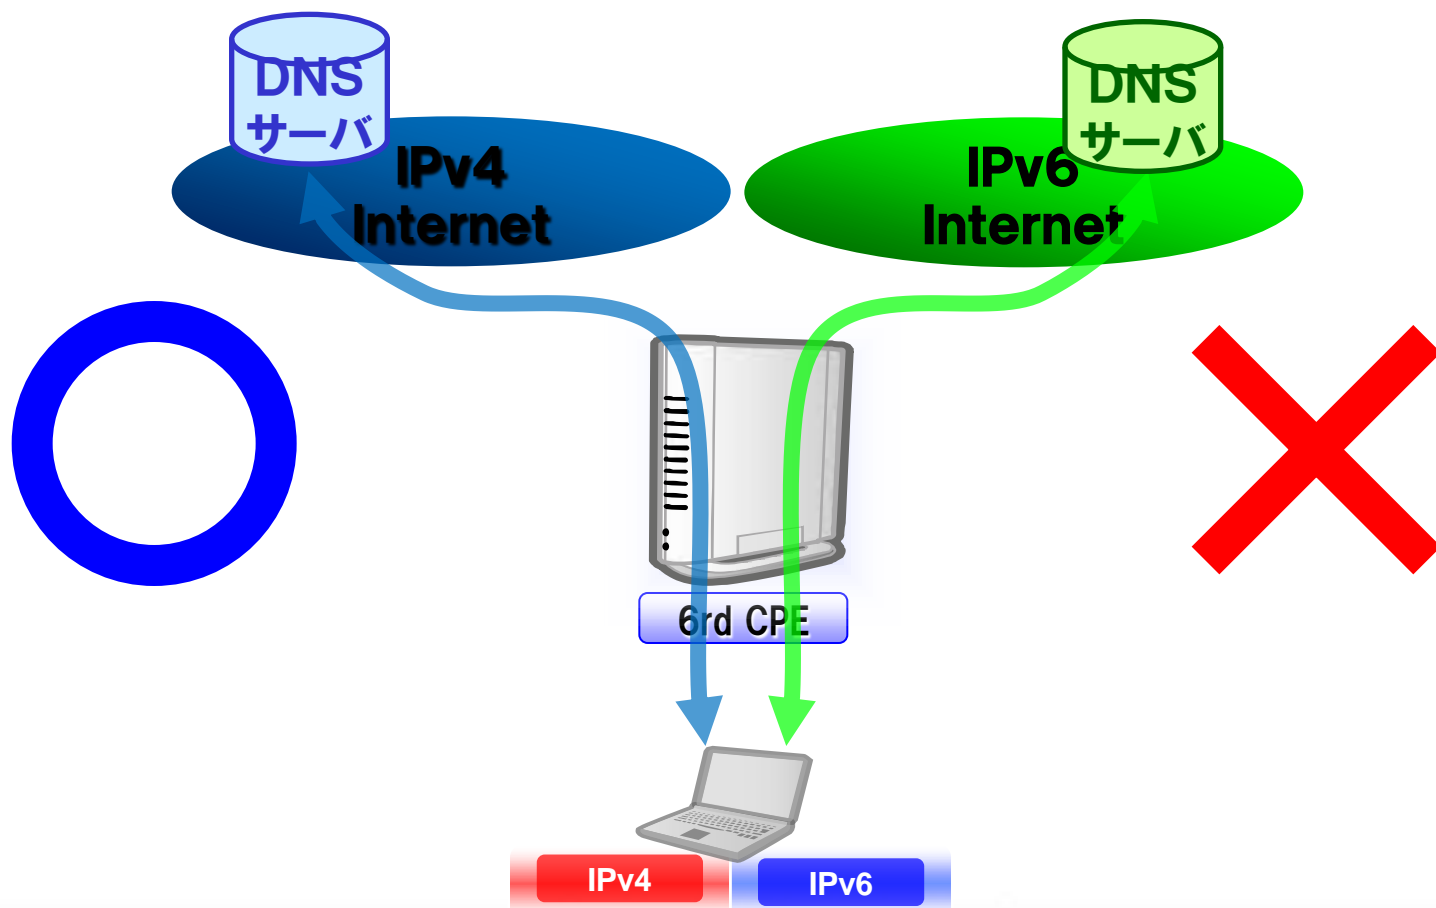 DNS
サーバ
IPv4
Internet
DNS
サーバ
IPv6
Internet
6rd CPE
IPv4
IPv6